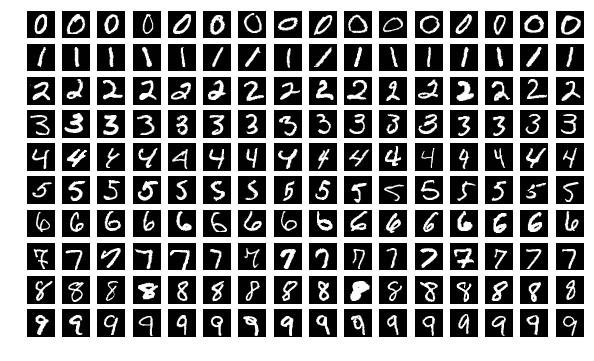 0 0 0 0 0 0 0 0 0 0 0 0 0 0 0 0
1 1 1 1 1 1 1 1 1 1 1 1 1 1 1 1
2 2 2 2 2 2 2 2 2 2 2 2 2 2 2 2
3 3 3 3 3 3 3 3 3 3 3 3 3 3 3 3
4 4 4 4 4 4 4 4 4 4 4 4 4 4 4 4
5 5 5 5 5 5 5 5 5 5 5 5 5 5 5 5
6 6 6 6 6 6 6 6 6 6 6 6 6 6 6 6
7 7 7 7 7 7 7 7 7 7 7 7 7 7 7 7
8 8 8 8 8 8 8 8 8 8 8 8 8 8 8 8
9 9 9 9 9 9 9 9 9 9 9 9 9 9 9 9